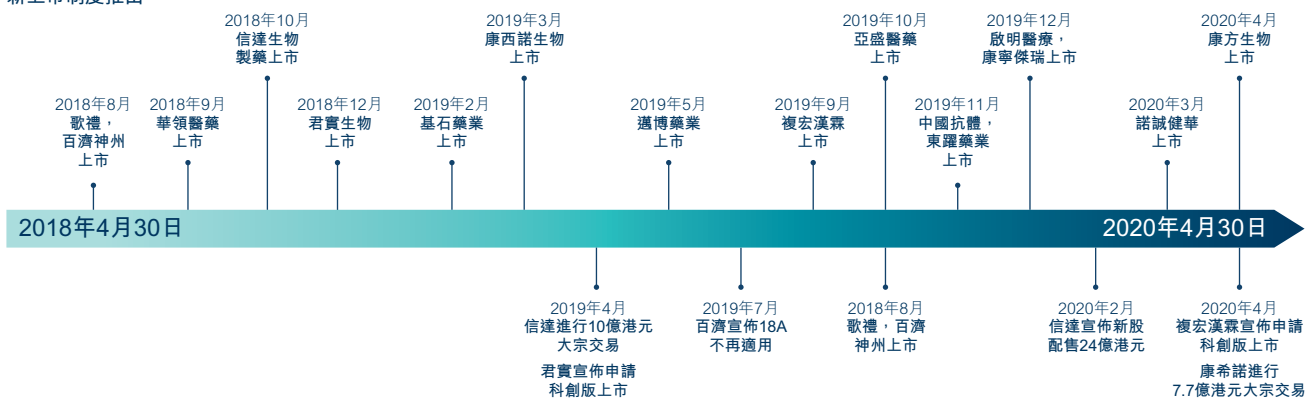 2018年10月
信達生物
製藥上市
2019年3月
康西諾生物
上市
2019年10月
亞盛醫藥
上市
2019年12月
啟明醫療，
康寧傑瑞上市
2020年4月
康方生物
上市
2018年8月
歌禮，
百濟神州
上市
2018年9月
華領醫藥
上市
2018年12月
君實生物
上市
2019年2月
基石藥業
上市
2019年5月
邁博藥業
上市
2019年9月
複宏漢霖
上市
2019年11月
中國抗體，
東躍藥業
上市
2020年3月
諾誠健華
上市
2018年4月30日
2020年4月30日
2019年4月
信達進行10億港元
大宗交易
君實宣佈申請
科創版上市
2019年7月
百濟宣佈18A
不再適用
2018年8月
歌禮，百濟
神州上市
2020年2月
信達宣佈新股
配售24億港元
2020年4月
複宏漢霖宣佈申請
科創版上市
康希諾進行
7.7億港元大宗交易